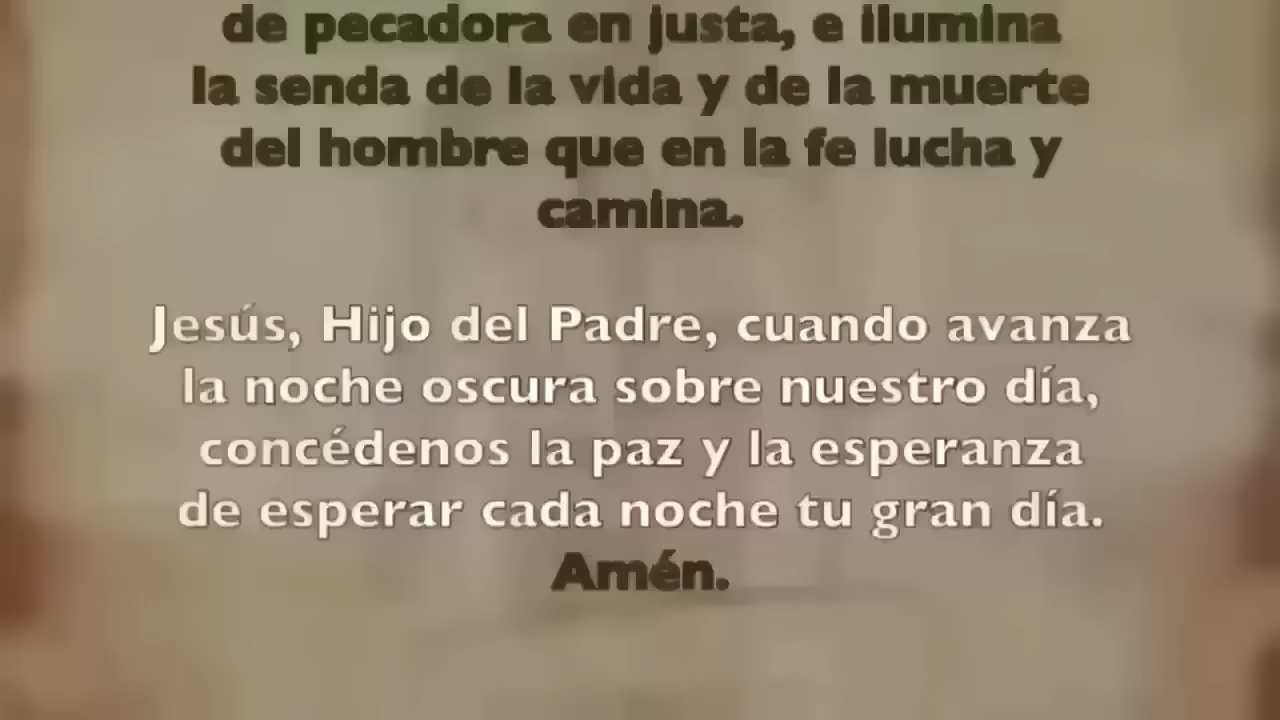 de pecadora en justa, e ilumina
la senda de la vida y de la muerte
del hombre que en la fe lucha y
camina.
Jesús, Hijo del Padre, cuando avanza
la noche oscura sobre nuestro día,
concédenos la paz y la esperanza
de esperar cada noche tu gran día.
Amén.